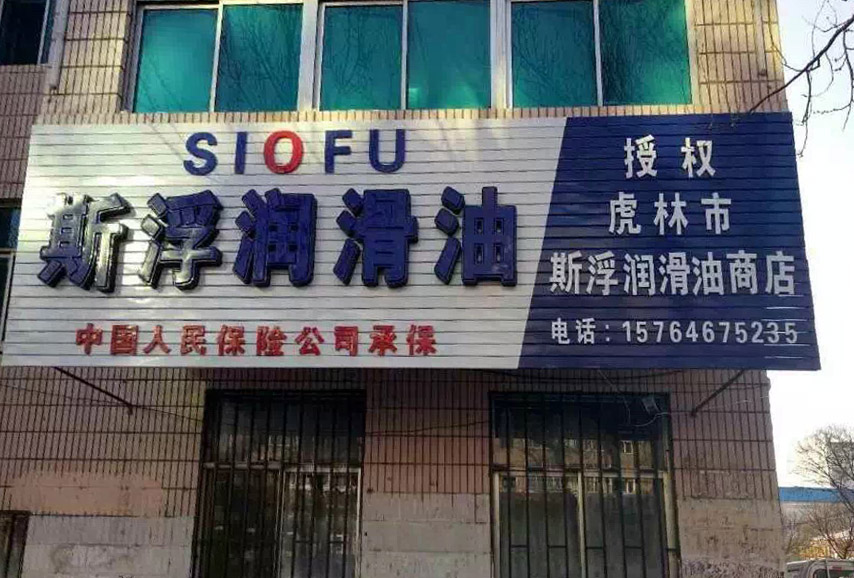 SIOFU
斯浮润滑油
中国人民保险公司承保
授权
虎林市
斯浮润滑油商店
电话：15764675235